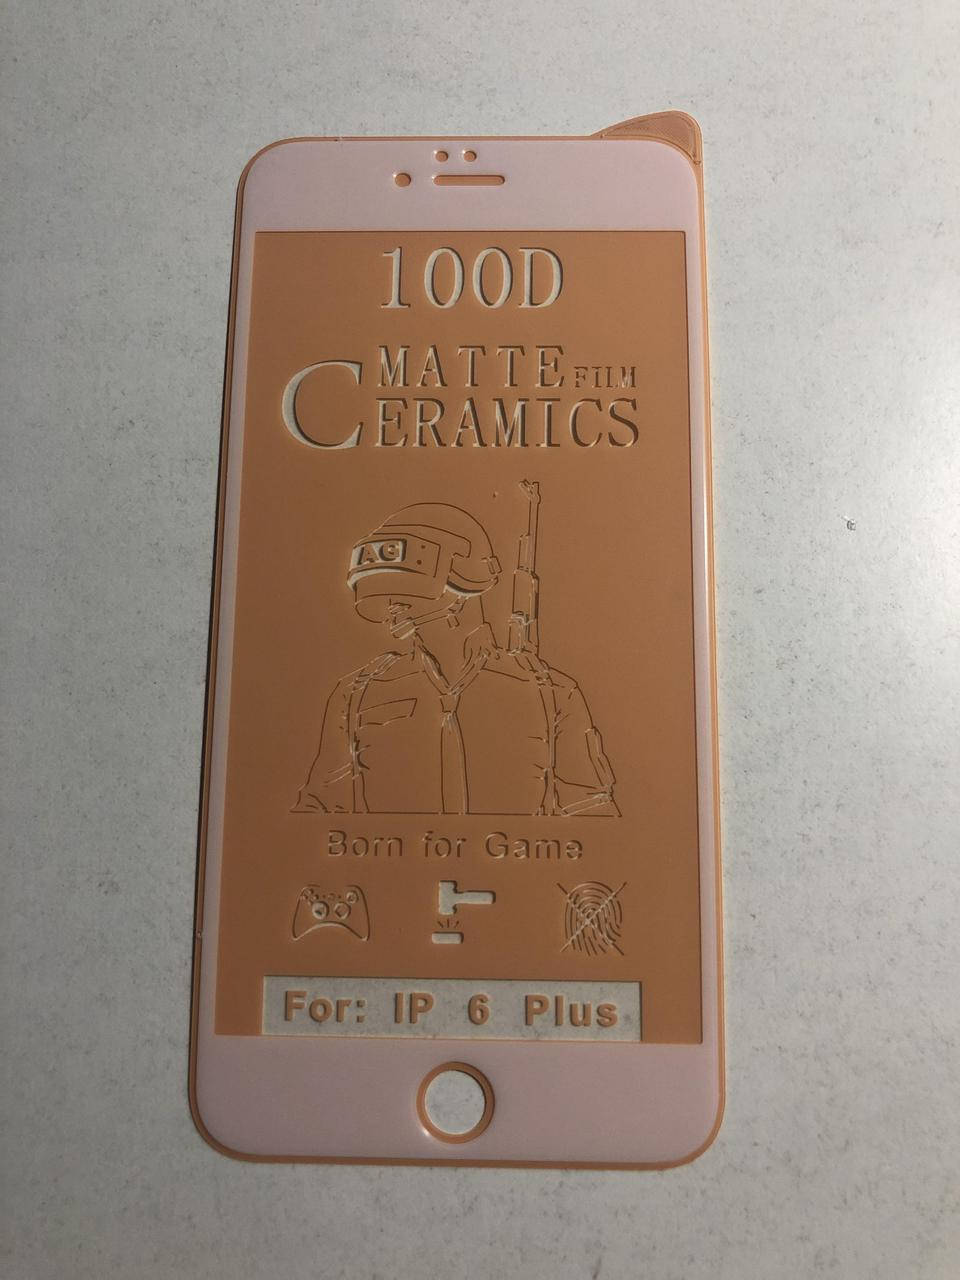 100D
MATTE FILM
CERAMICS
AG
Born for Game
For: IP 6 Plus